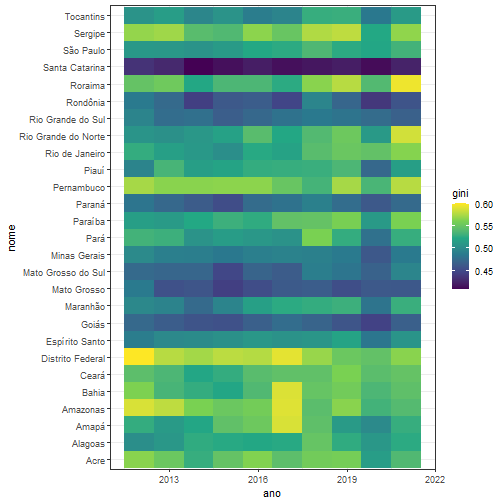 Tocantins
Sergipe
São Paulo
Santa Catarina
Roraima
Rondônia
Rio Grande do Sul
Rio Grande do Norte
Rio de Janeiro
Piauí
Pernambuco
Paraná
Paraíba
Pará
Minas Gerais
Mato Grosso do Sul
Mato Grosso
Maranhão
Goiás
Espírito Santo
Distrito Federal
Ceará
Bahia
Amazonas
Amapá
Alagoas
Acre
nome
2013
2016
2019
2022
ano
gini
0.60
0.55
0.50
0.45